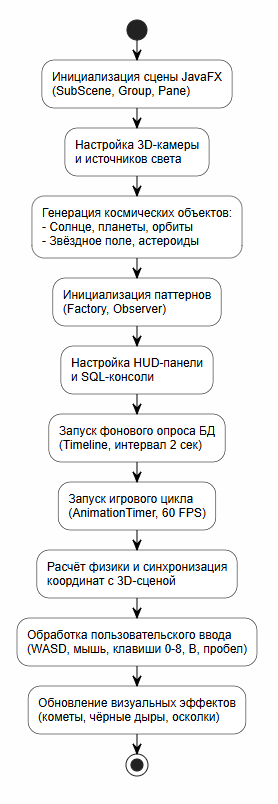 Инициализация сцены JavaFX
(SubScene, Group, Pane)
Настройка 3D-камеры
и источников света
Генерация космических объектов:
- Солнце, планеты, орбиты
- Звёздное поле, астероиды
Инициализация паттернов
(Factory, Observer)
Настройка HUD-панели
и SQL-консоли
Запуск фонового опроса БД
(Timeline, интервал 2 сек)
Запуск игрового цикла
(AnimationTimer, 60 FPS)
Расчёт физики и синхронизация
координат с 3D-сценой
Обработка пользовательского ввода
(WASD, мышь, клавиши 0-8, B, пробел)
Обновление визуальных эффектов
(кометы, чёрные дыры, осколки)